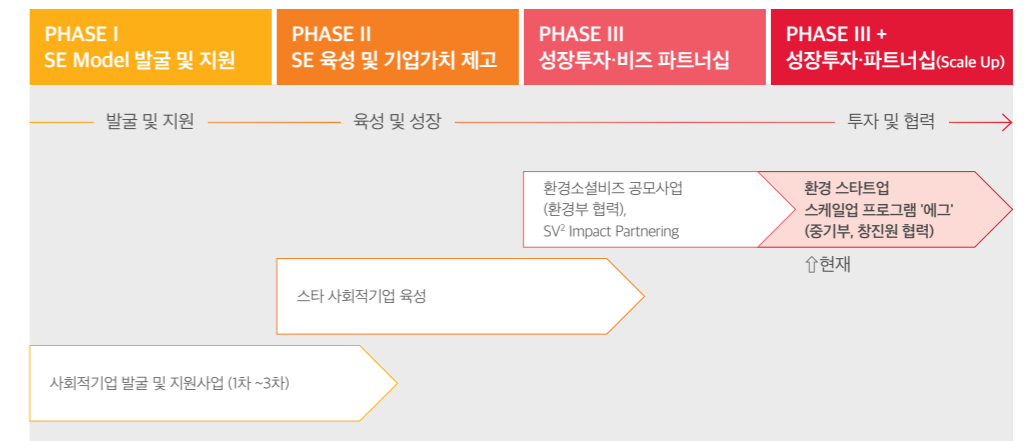 PHASE I
SE Model 발굴 및 지원
PHASE II
SE 육성 및 기업가치 제고
PHASE III
성장투자·비즈 파트너십
PHASE III +
성장투자·파트너십(Scale Up)
발굴 및 지원
육성 및 성장
투자 및 협력
환경소셜비즈 공모사업
(환경부 협력),
SV² Impact Partnering
환경 스타트업
스케일업 프로그램 '에그'
(중기부, 창진원 협력)
⇧현재
스타 사회적기업 육성
사회적기업 발굴 및 지원사업 (1차 ~3차)